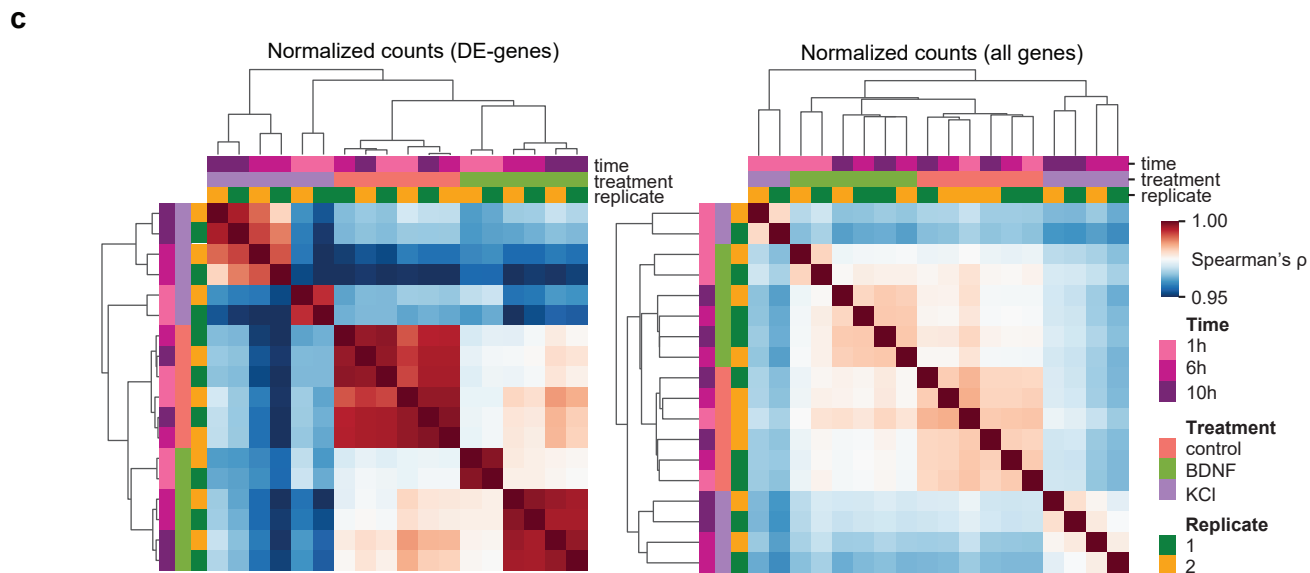 c
Normalized counts (DE-genes)
Normalized counts (all genes)
time
treatment
replicate
time
treatment
replicate
1.00
Spearman's ρ
0.95
Time
1h
6h
10h
Treatment
control
BDNF
KCl
Replicate
1
2